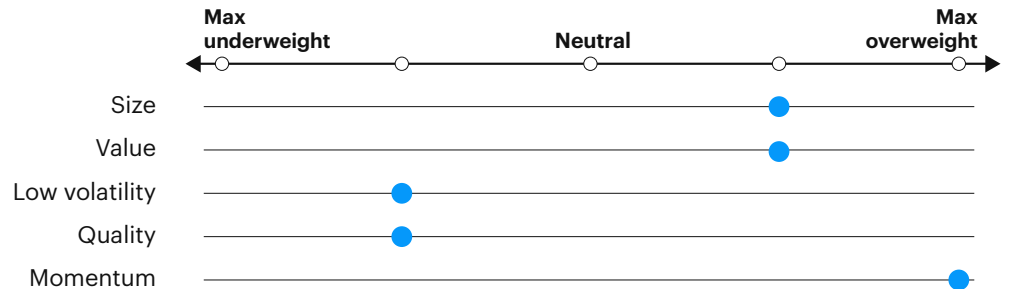 Max
underweight
Neutral
Max
overweight
Size
Value
Low volatility
Quality
Momentum